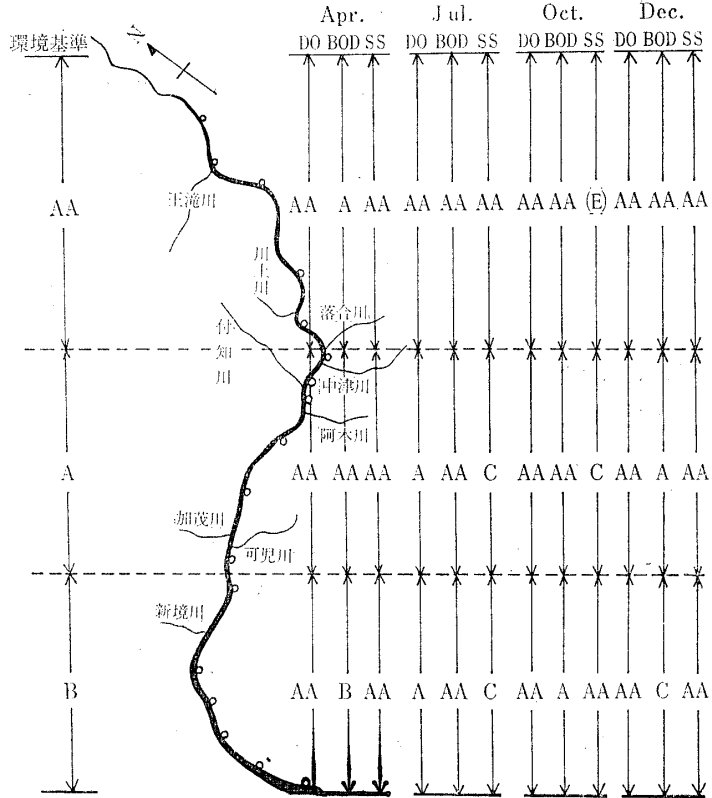 Apr. Jul. Oct. Dec.
環境基準 DO BOD SS DO BOD SS DO BOD SS DO BOD SS
N
王滝川
AA AA A AA AA AA AA AA AA (E) AA AA AA
川上川
落合川
付知川
中津川
阿木川
A AA AA AA A AA C AA AA C AA A AA
加茂川
可児川
新境川
B AA B AA A AA C AA A AA AA C AA